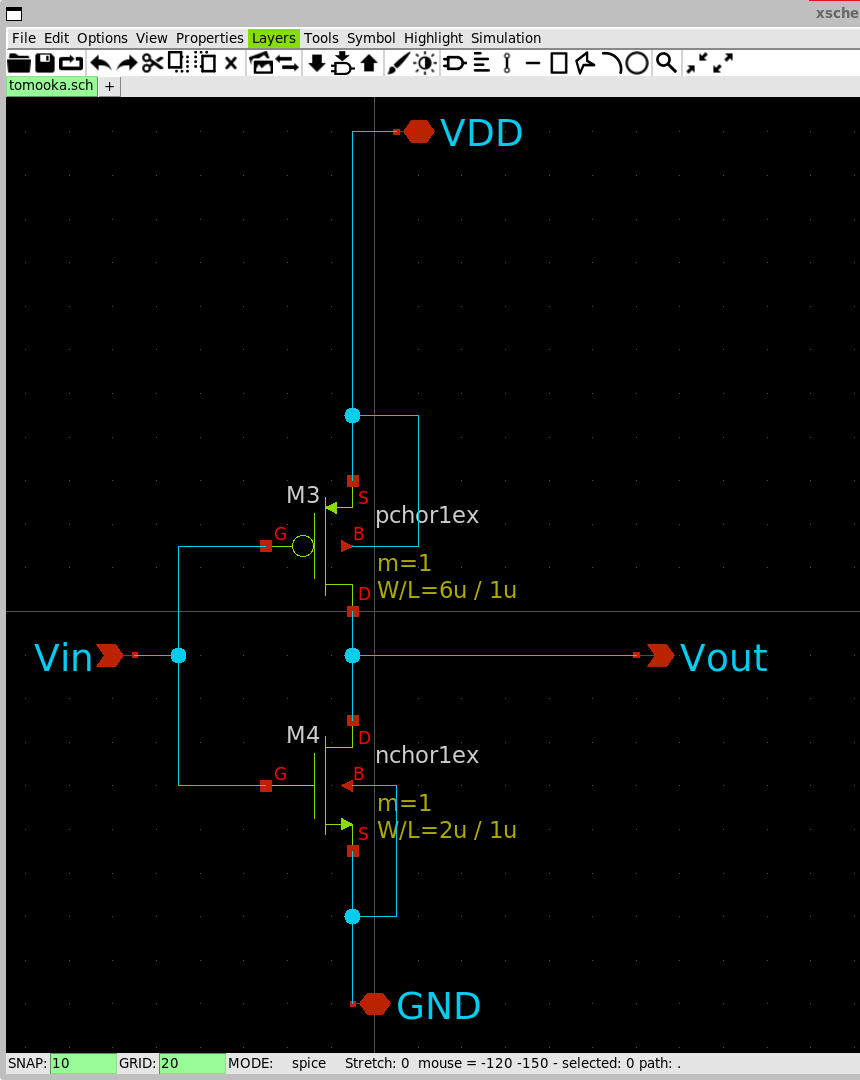 xsche
File Edit Options View Properties Layers Tools Symbol Highlight Simulation
tomooka.sch +
VDD
M3
S
pchor1ex
G
B
m=1
W/L=6u / 1u
D
Vin
Vout
M4
D
nchor1ex
G
B
m=1
W/L=2u / 1u
S
GND
SNAP: 10 GRID: 20 MODE: spice Stretch: 0 mouse = -120 -150 - selected: 0 path: .